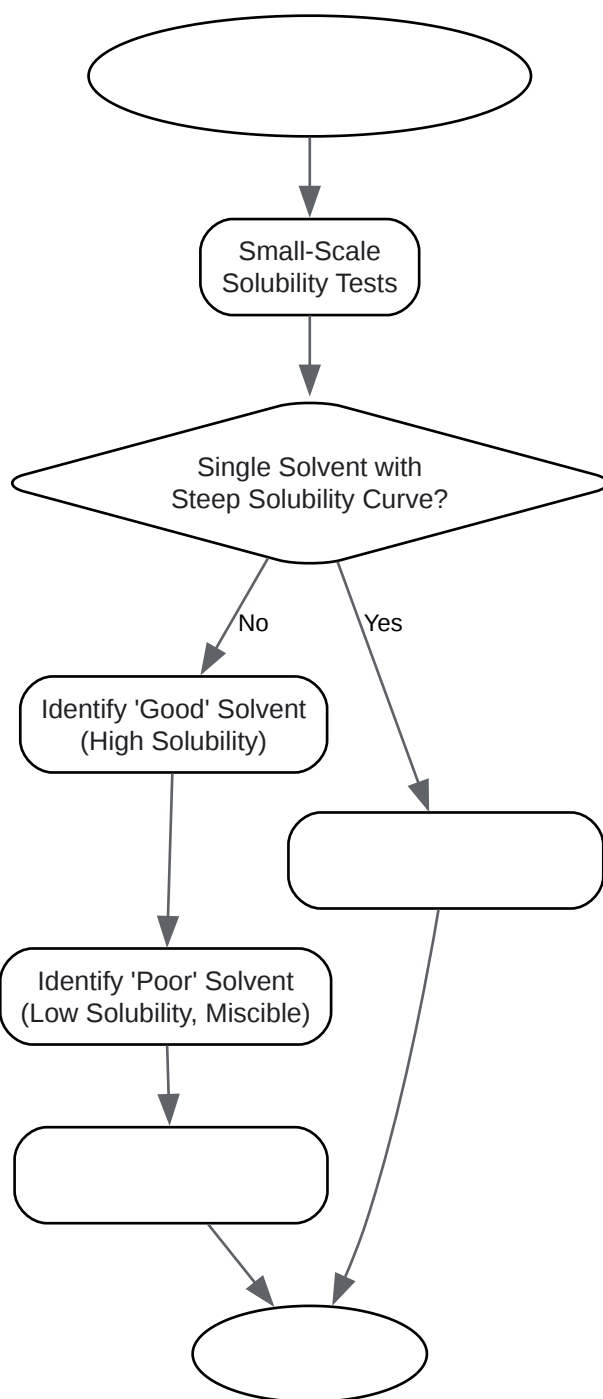 Small-Scale
Solubility Tests
Single Solvent with
Steep Solubility Curve?
No
Yes
Identify 'Good' Solvent
(High Solubility)
Identify 'Poor' Solvent
(Low Solubility, Miscible)